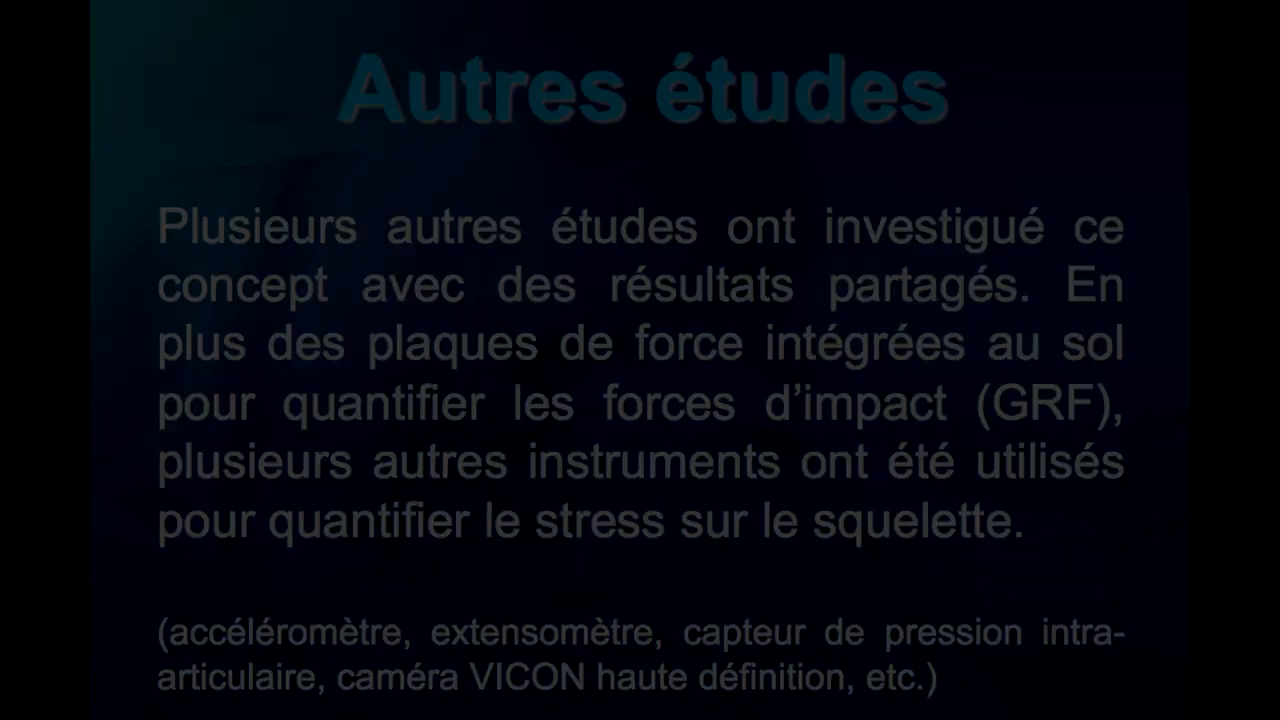 Autres études
Plusieurs autres études ont investigué ce
concept avec des résultats partagés. En
plus des plaques de force intégrées au sol
pour quantifier les forces d’impact (GRF),
plusieurs autres instruments ont été utilisés
pour quantifier le stress sur le squelette.
(accéléromètre, extensomètre, capteur de pression intra-
articulaire, caméra VICON haute définition, etc.)